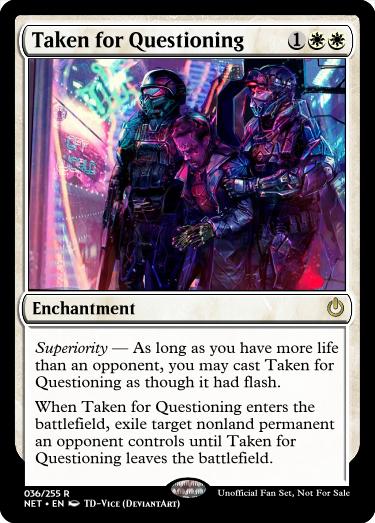 Taken for Questioning 1
Enchantment
Superiority — As long as you have more life
than an opponent, you may cast Taken for
Questioning as though it had flash.
When Taken for Questioning enters the
battlefield, exile target nonland permanent
an opponent controls until Taken for
Questioning leaves the battlefield.
036/255 R
NET • EN TD-Vice (DeviantArt)
Unofficial Fan Set, Not For Sale